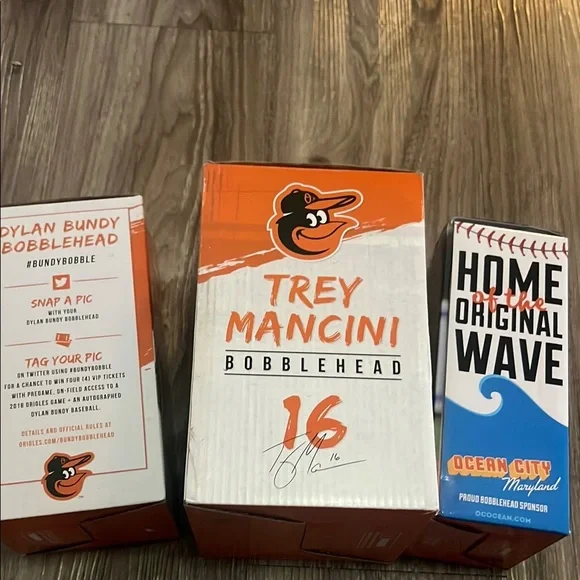 DYLAN BUNDY
BOBBLEHEAD
#BUNDYBOBBLE
SNAP A PIC
WITH YOUR
DYLAN BUNDY BOBBLEHEAD
TAG YOUR PIC
ON TWITTER USING #BUNDYBOBBLE
FOR A CHANCE TO WIN FOUR (4) VIP TICKETS
WITH PREGAME, ON-FIELD ACCESS TO A
2018 ORIOLES GAME + AN AUTOGRAPHED
DYLAN BUNDY BASEBALL.
DETAILS AND OFFICIAL RULES AT
ORIOLES.COM/BUNDYBOBBLEHEAD
TREY
MANCINI
BOBBLEHEAD
16
16
HOME
of the
ORIGINAL
WAVE
OCEAN CITY
Maryland
PROUD BOBBLEHEAD SPONSOR
OCOCEAN.COM